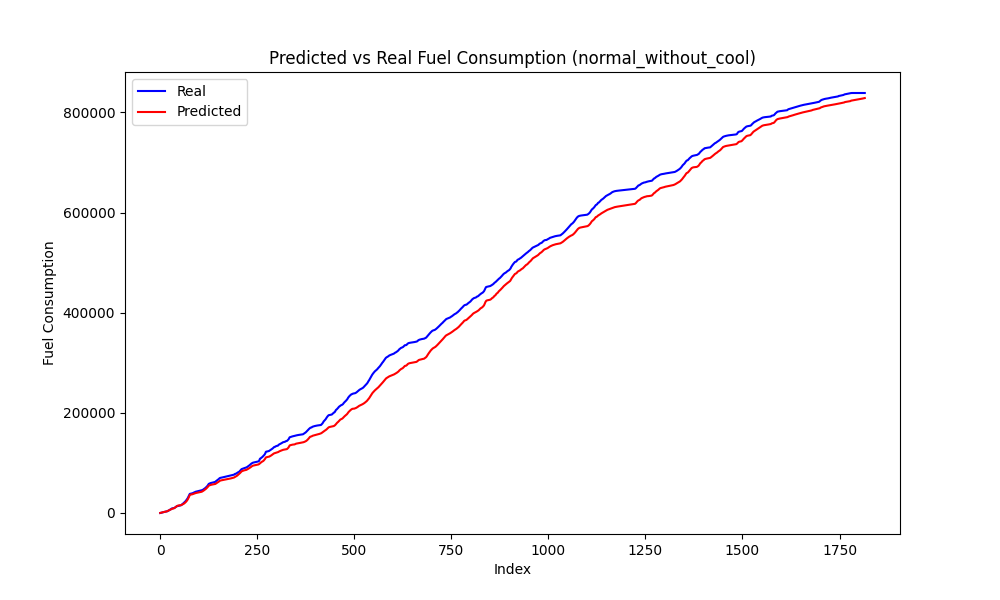 Predicted vs Real Fuel Consumption (normal_without_cool)
Real
Predicted
Fuel Consumption
800000
600000
400000
200000
0
0 250 500 750 1000 1250 1500 1750
Index